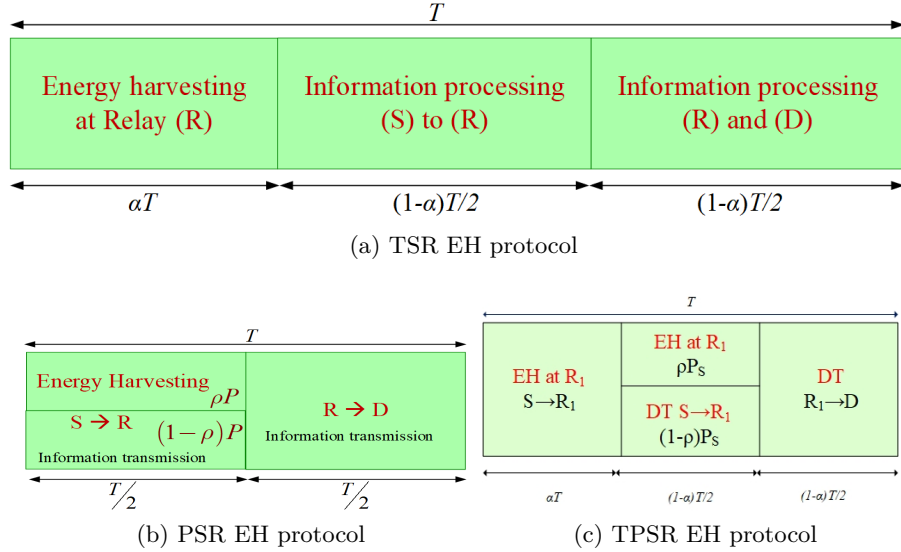 T
Energy harvesting
at Relay (R)
Information processing
(S) to (R)
Information processing
(R) and (D)
αT
(1-α)T/2
(1-α)T/2
(a) TSR EH protocol
T
Energy Harvesting
ρP
S → R (1−ρ)P
Information transmission
R → D
Information transmission
T/2
T/2
(b) PSR EH protocol
T
EH at R₁
S→R₁
EH at R₁
ρP_S
DT S→R₁
(1-ρ)P_S
DT
R₁→D
αT
(1-α)T/2
(1-α)T/2
(c) TPSR EH protocol